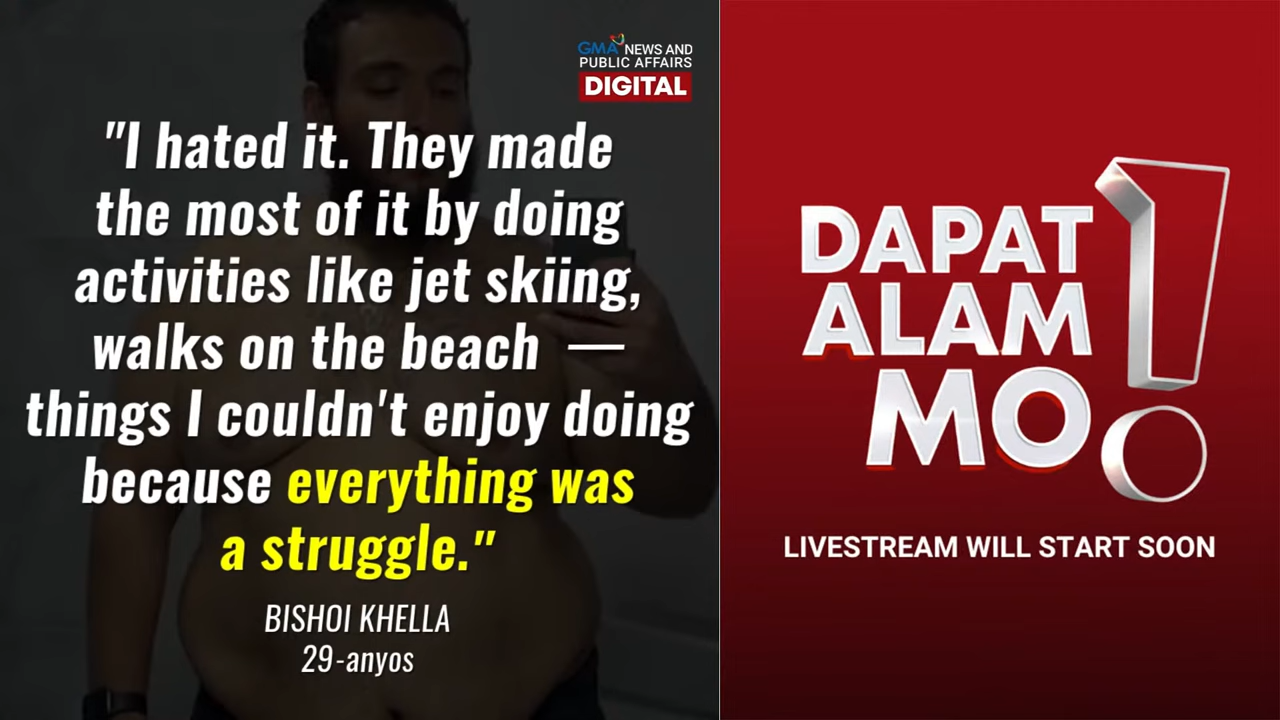 GMA NEWS AND
PUBLIC AFFAIRS
DIGITAL
"I hated it. They made
the most of it by doing
activities like jet skiing,
walks on the beach —
things I couldn't enjoy doing
because everything was
a struggle."
BISHOI KHELLA
29-anyos
DAPAT
ALAM
MO!
LIVESTREAM WILL START SOON